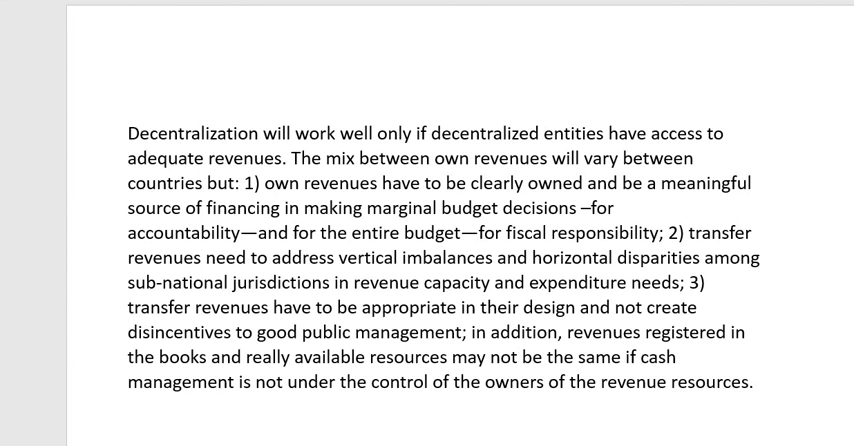 Decentralization will work well only if decentralized entities have access to
adequate revenues. The mix between own revenues will vary between
countries but: 1) own revenues have to be clearly owned and be a meaningful
source of financing in making marginal budget decisions –for
accountability—and for the entire budget—for fiscal responsibility; 2) transfer
revenues need to address vertical imbalances and horizontal disparities among
sub-national jurisdictions in revenue capacity and expenditure needs; 3)
transfer revenues have to be appropriate in their design and not create
disincentives to good public management; in addition, revenues registered in
the books and really available resources may not be the same if cash
management is not under the control of the owners of the revenue resources.